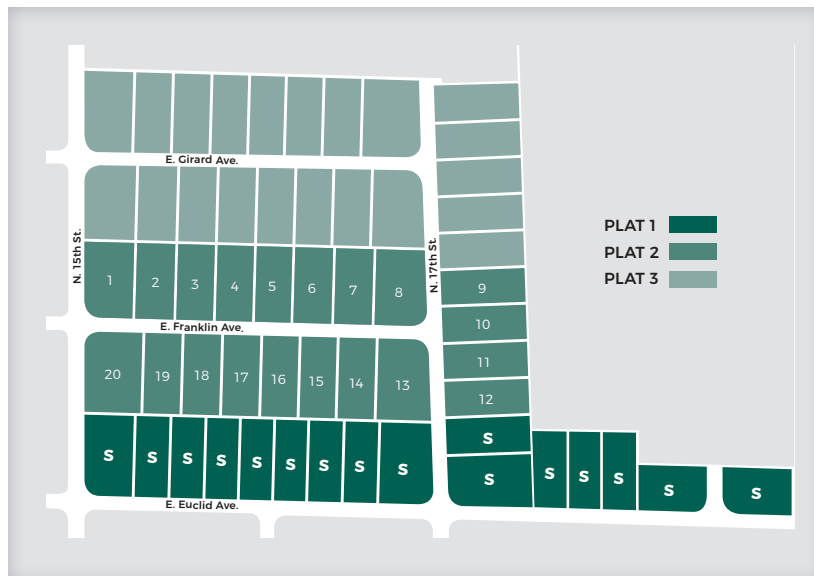 E. Girard Ave.
N. 15th St.
N. 17th St.
PLAT 1
PLAT 2
PLAT 3
1 2 3 4 5 6 7 8
9
10
11
12
E. Franklin Ave.
20 19 18 17 16 15 14 13
S S S S S S S S S
S
S
S S S S S
E. Euclid Ave.